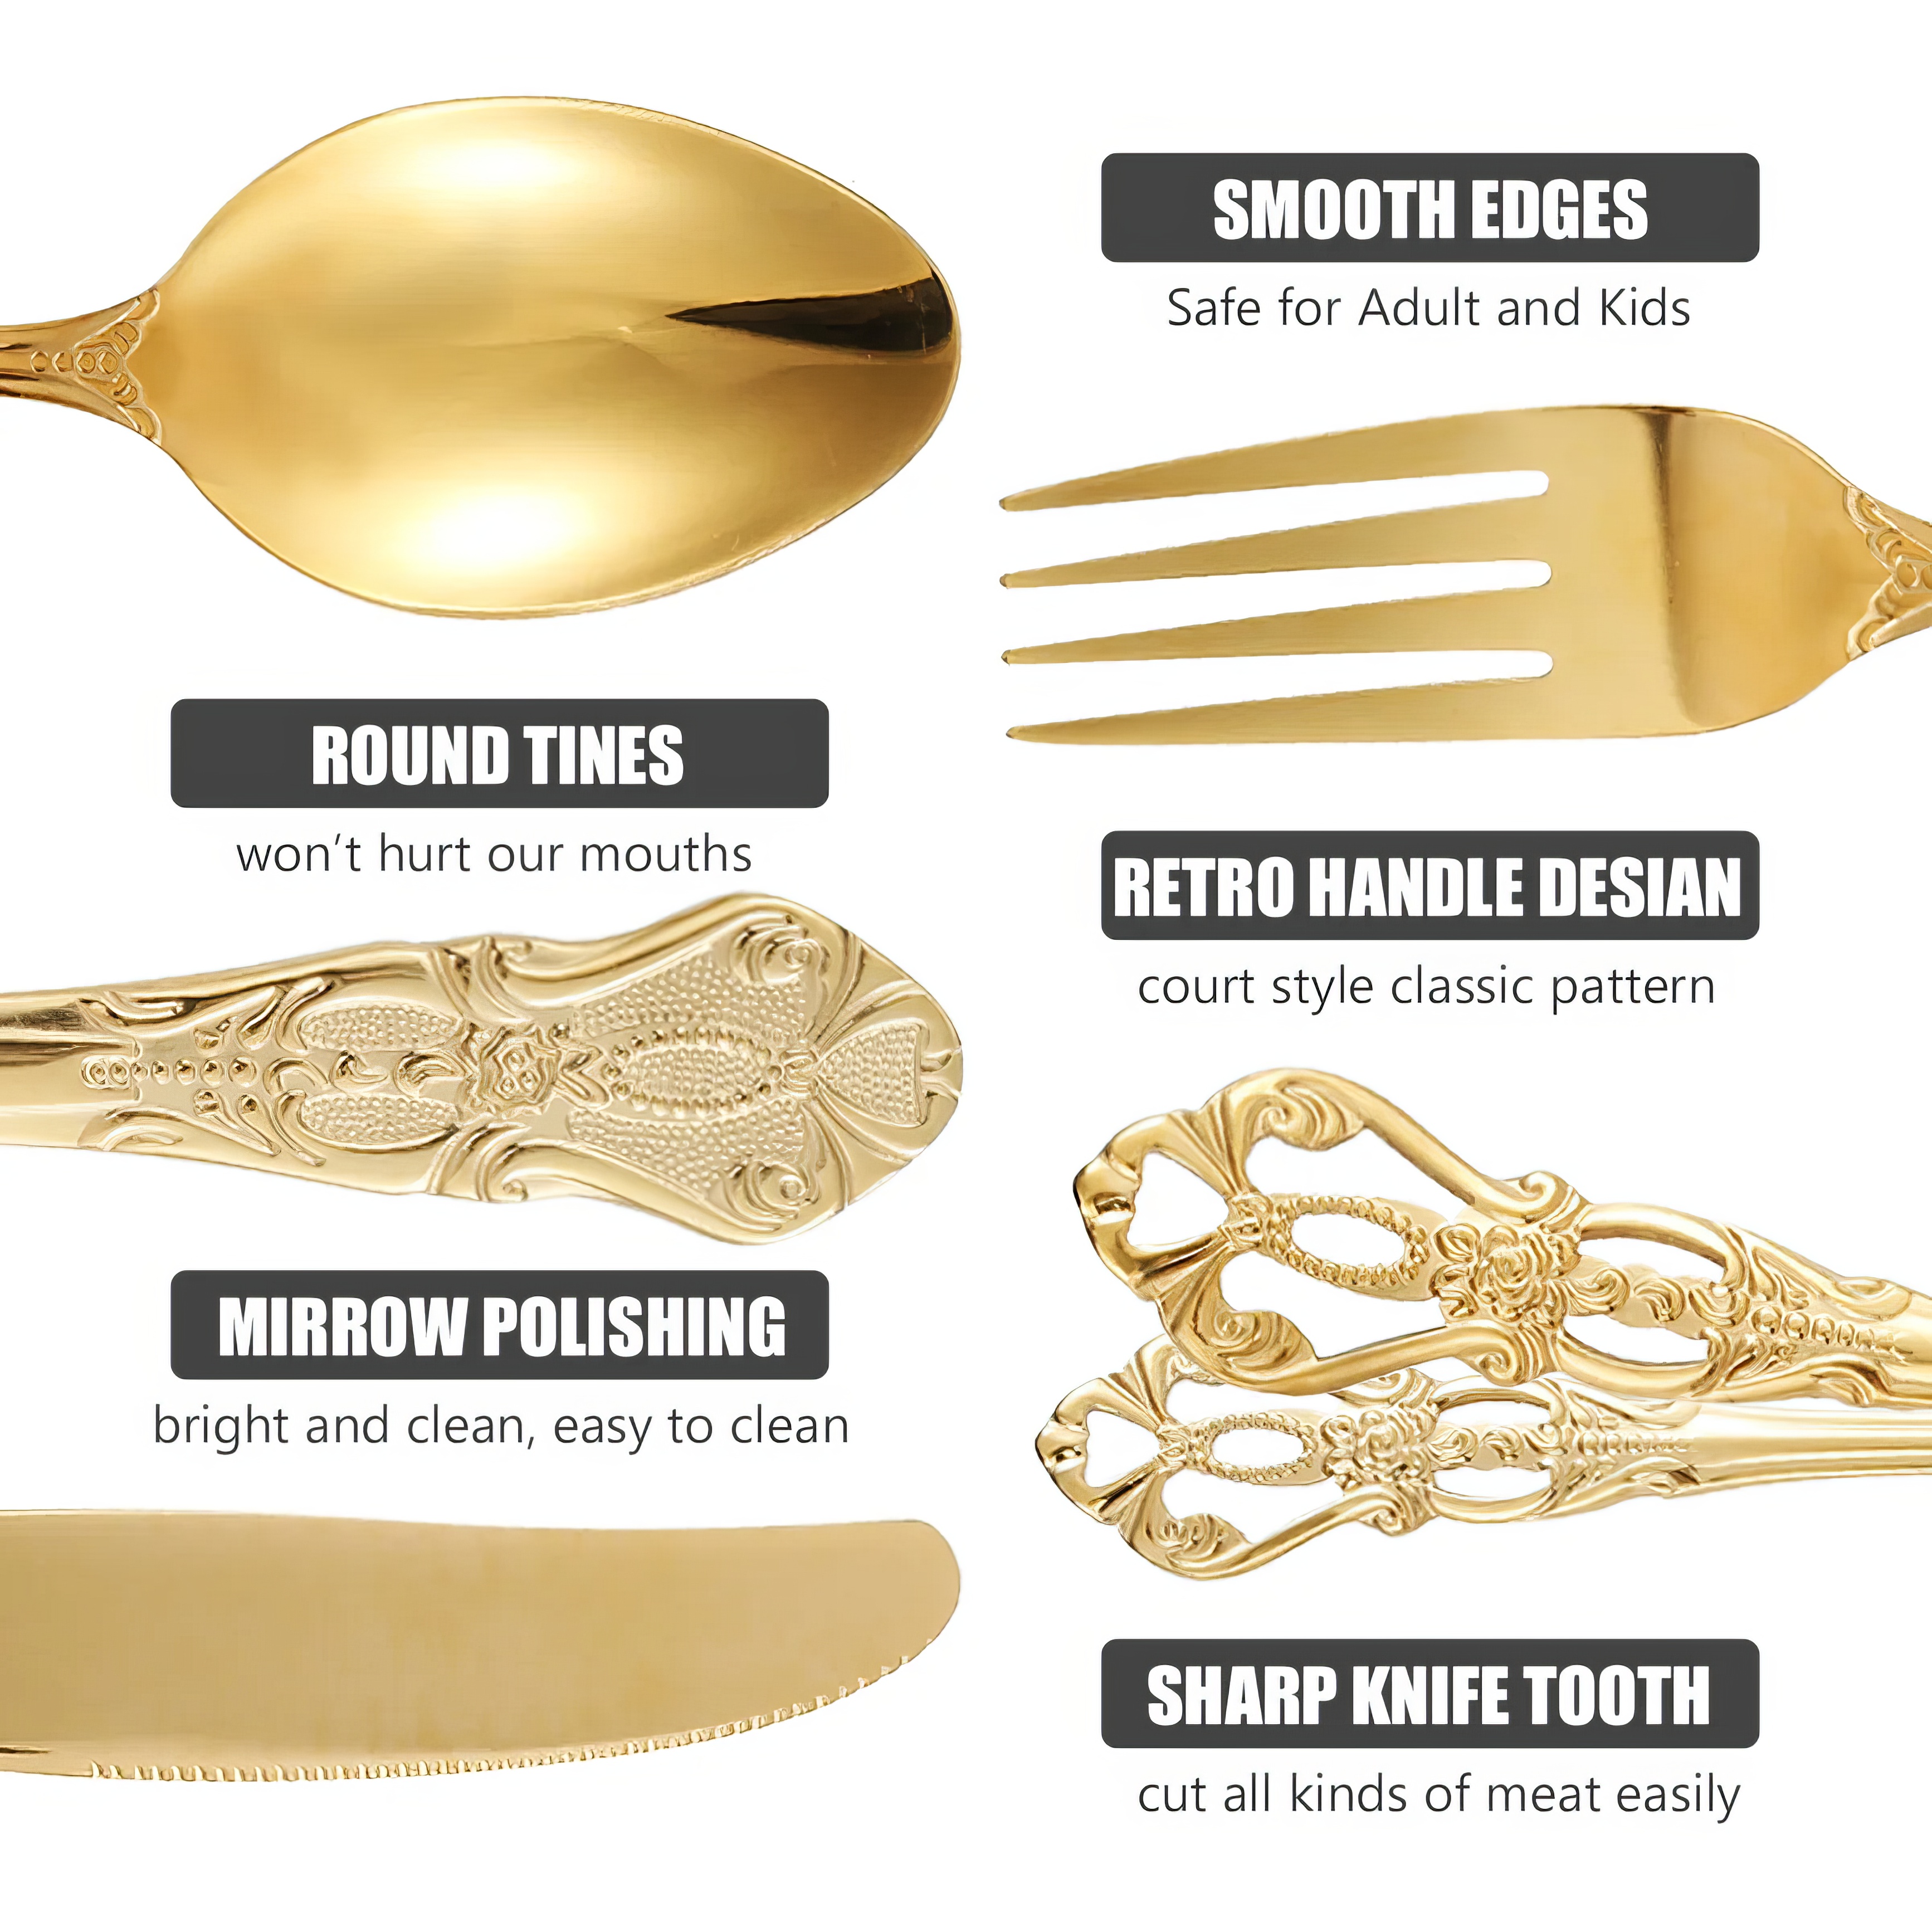 SMOOTH EDGES
Safe for Adult and Kids
ROUND TINES
won't hurt our mouths
RETRO HANDLE DESIAN
court style classic pattern
MIRROW POLISHING
bright and clean, easy to clean
SHARP KNIFE TOOTH
cut all kinds of meat easily